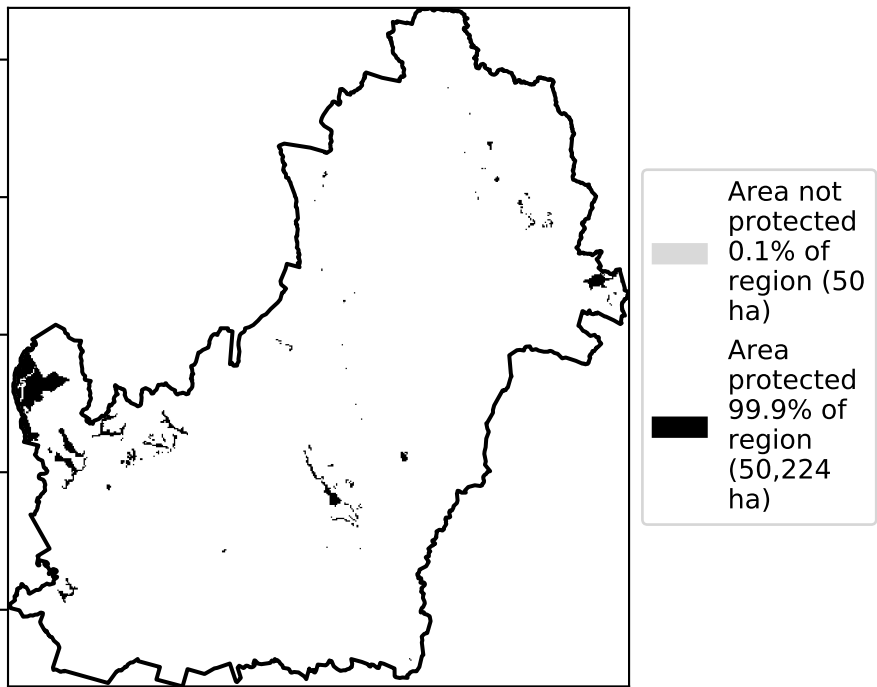 Area not
protected
0.1% of
region (50
ha)
Area
protected
99.9% of
region
(50,224
ha)